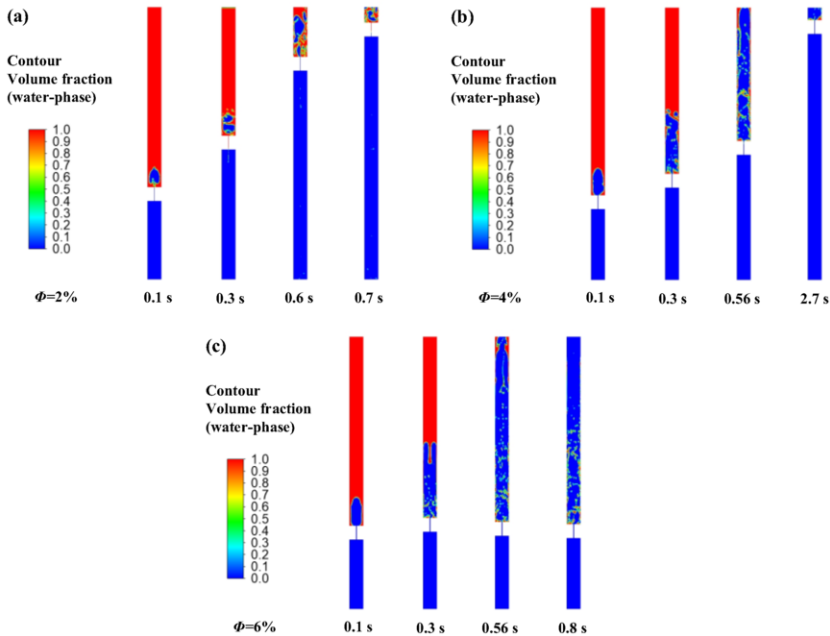 (a)
Contour
Volume fraction
(water-phase)
1.0
0.9
0.8
0.7
0.6
0.5
0.4
0.3
0.2
0.1
0.0
Φ=2% 0.1 s 0.3 s 0.6 s 0.7 s
(b)
Contour
Volume fraction
(water-phase)
1.0
0.9
0.8
0.7
0.6
0.5
0.4
0.3
0.2
0.1
0.0
Φ=4% 0.1 s 0.3 s 0.56 s 2.7 s
(c)
Contour
Volume fraction
(water-phase)
1.0
0.9
0.8
0.7
0.6
0.5
0.4
0.3
0.2
0.1
0.0
Φ=6% 0.1 s 0.3 s 0.56 s 0.8 s